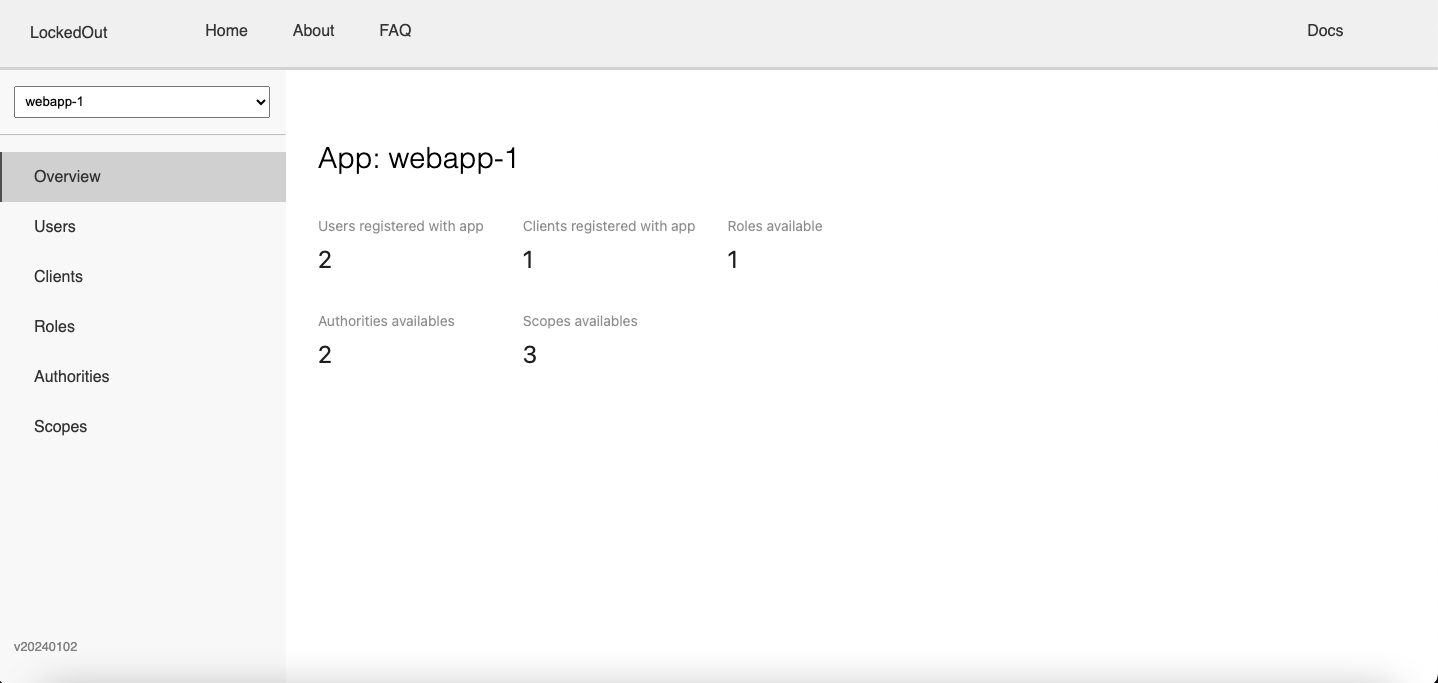 LockedOut Home About FAQ Docs
webapp-1
Overview
Users
Clients
Roles
Authorities
Scopes
v20240102
App: webapp-1
Users registered with app Clients registered with app Roles available
2 1 1
Authorities availables Scopes availables
2 3